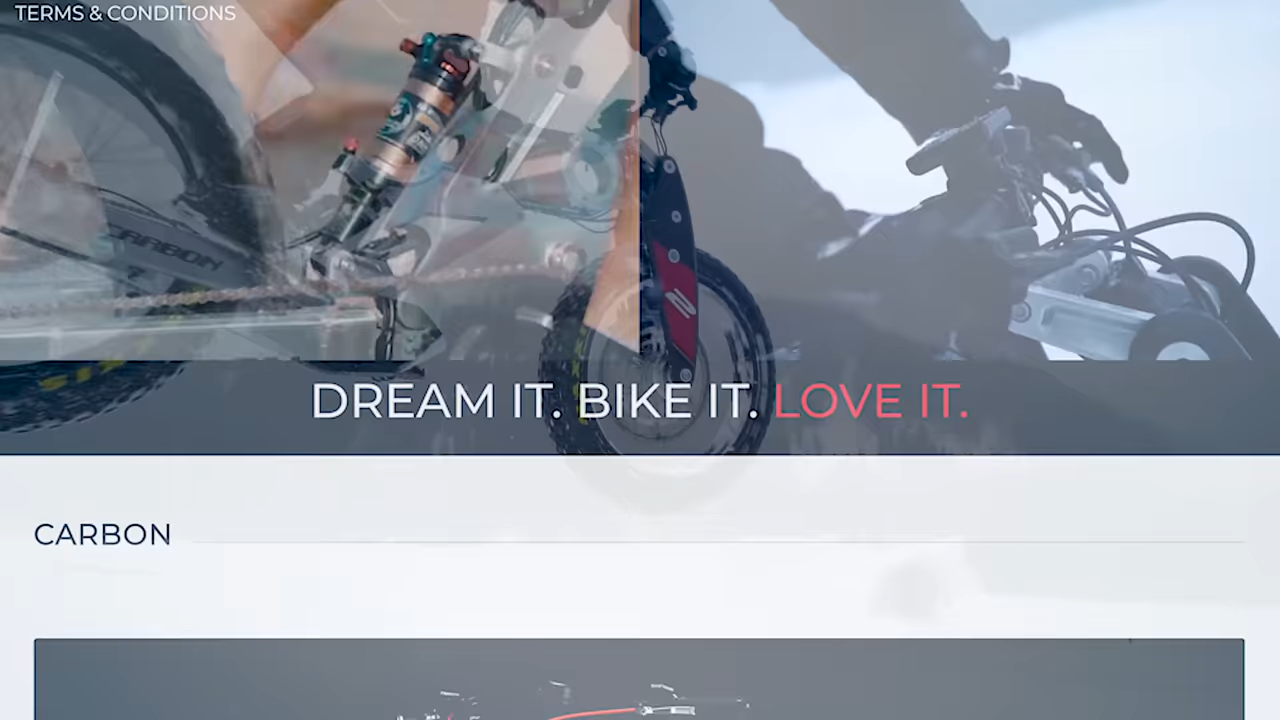 TERMS & CONDITIONS
CARBON
DREAM IT. BIKE IT. LOVE IT.
CARBON